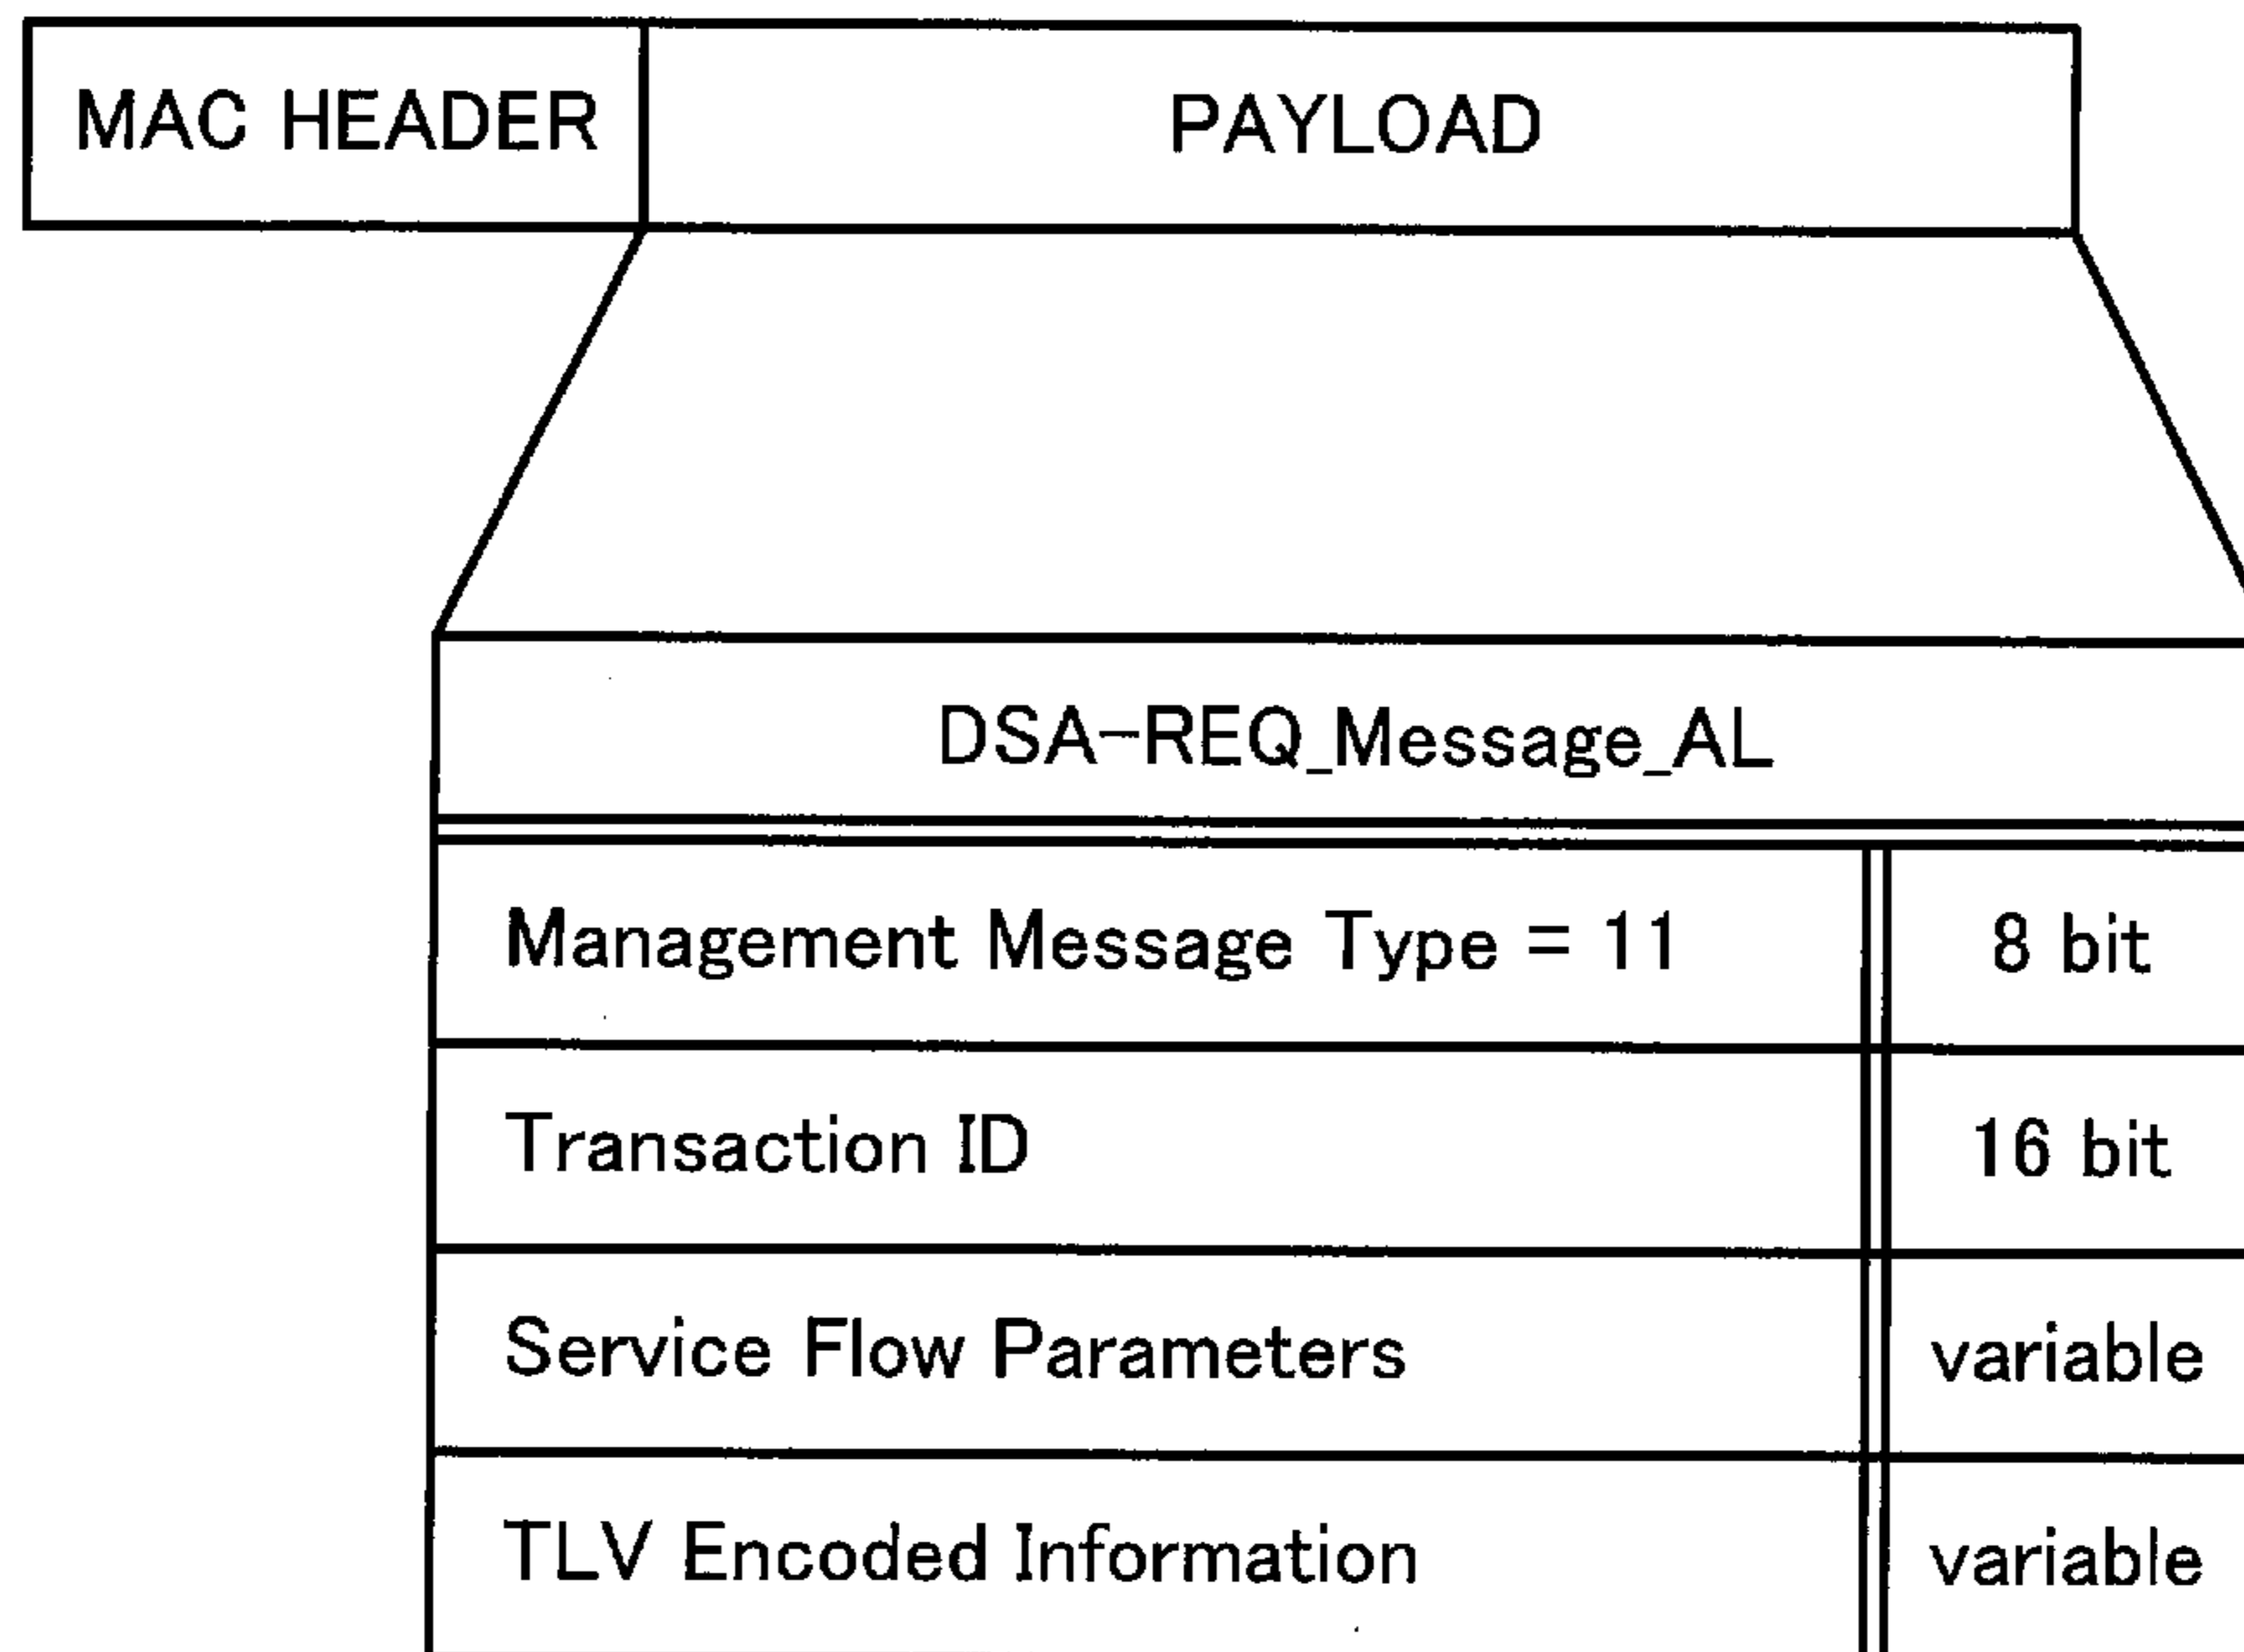 MAC HEADER PAYLOAD
DSA-REQ_Message_AL
Management Message Type = 11 8 bit
Transaction ID 16 bit
Service Flow Parameters variable
TLV Encoded Information variable